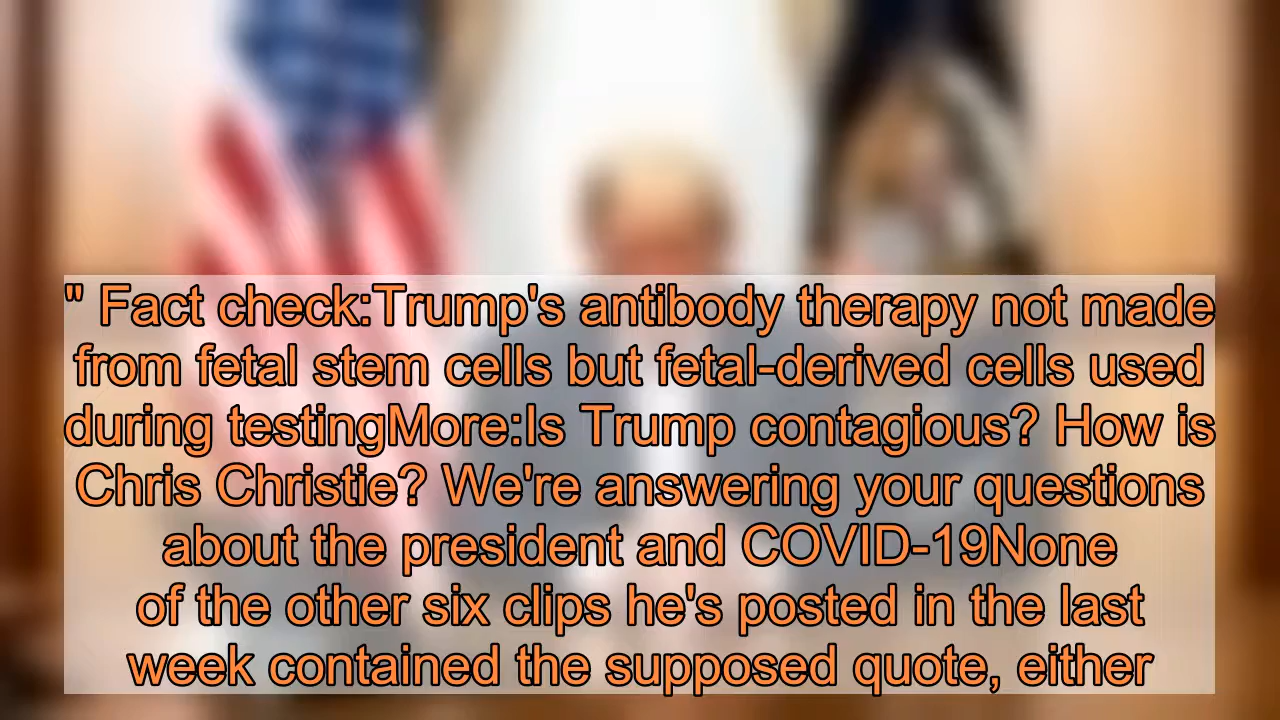 " Fact check:Trump's antibody therapy not made
from fetal stem cells but fetal-derived cells used
during testingMore:Is Trump contagious? How is
Chris Christie? We're answering your questions
about the president and COVID-19None
of the other six clips he's posted in the last
week contained the supposed quote, either